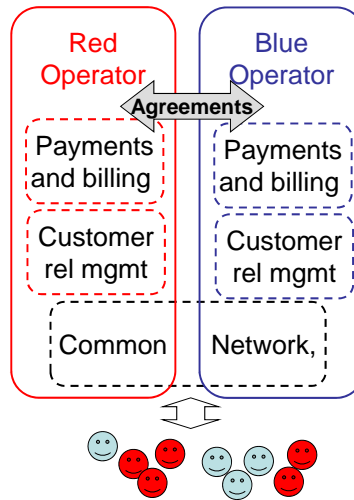 Red
Operator
Blue
Operator
Agreements
Payments
and billing
Payments
and billing
Customer
rel mgmt
Customer
rel mgmt
Common Network,